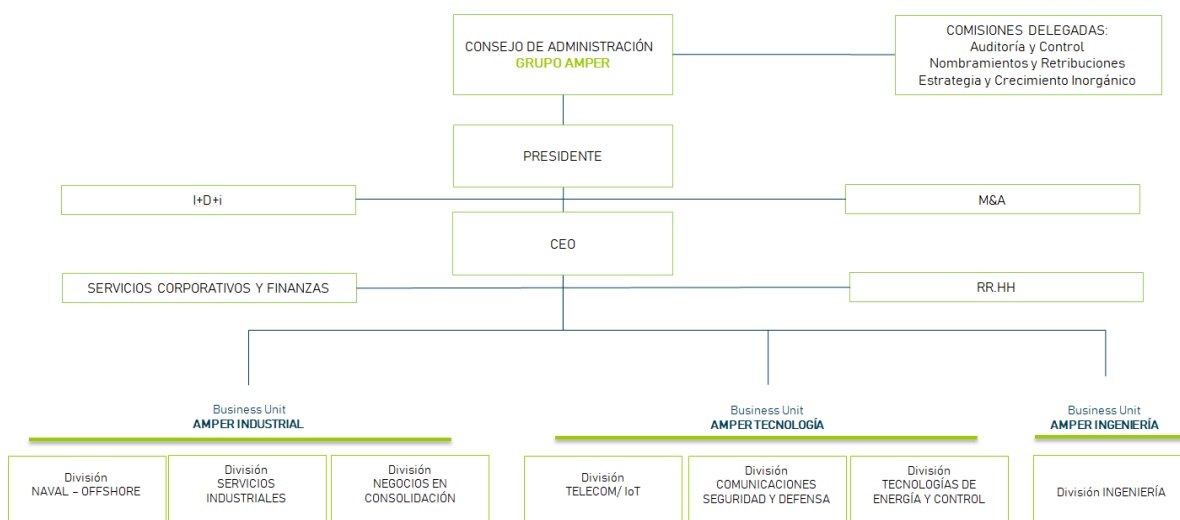 CONSEJO DE ADMINISTRACIÓN
GRUPO AMPER
COMISIONES DELEGADAS:
Auditoría y Control
Nombramientos y Retribuciones
Estrategia y Crecimiento Inorgánico
PRESIDENTE
I+D+i
M&A
CEO
SERVICIOS CORPORATIVOS Y FINANZAS
RR.HH
Business Unit
AMPER INDUSTRIAL
Business Unit
AMPER TECNOLOGÍA
Business Unit
AMPER INGENIERÍA
División
NAVAL – OFFSHORE
División
SERVICIOS
INDUSTRIALES
División
NEGOCIOS EN
CONSOLIDACIÓN
División
TELECOM/ IoT
División
COMUNICACIONES
SEGURIDAD Y DEFENSA
División
TECNOLOGÍAS DE
ENERGÍA Y CONTROL
División INGENIERÍA